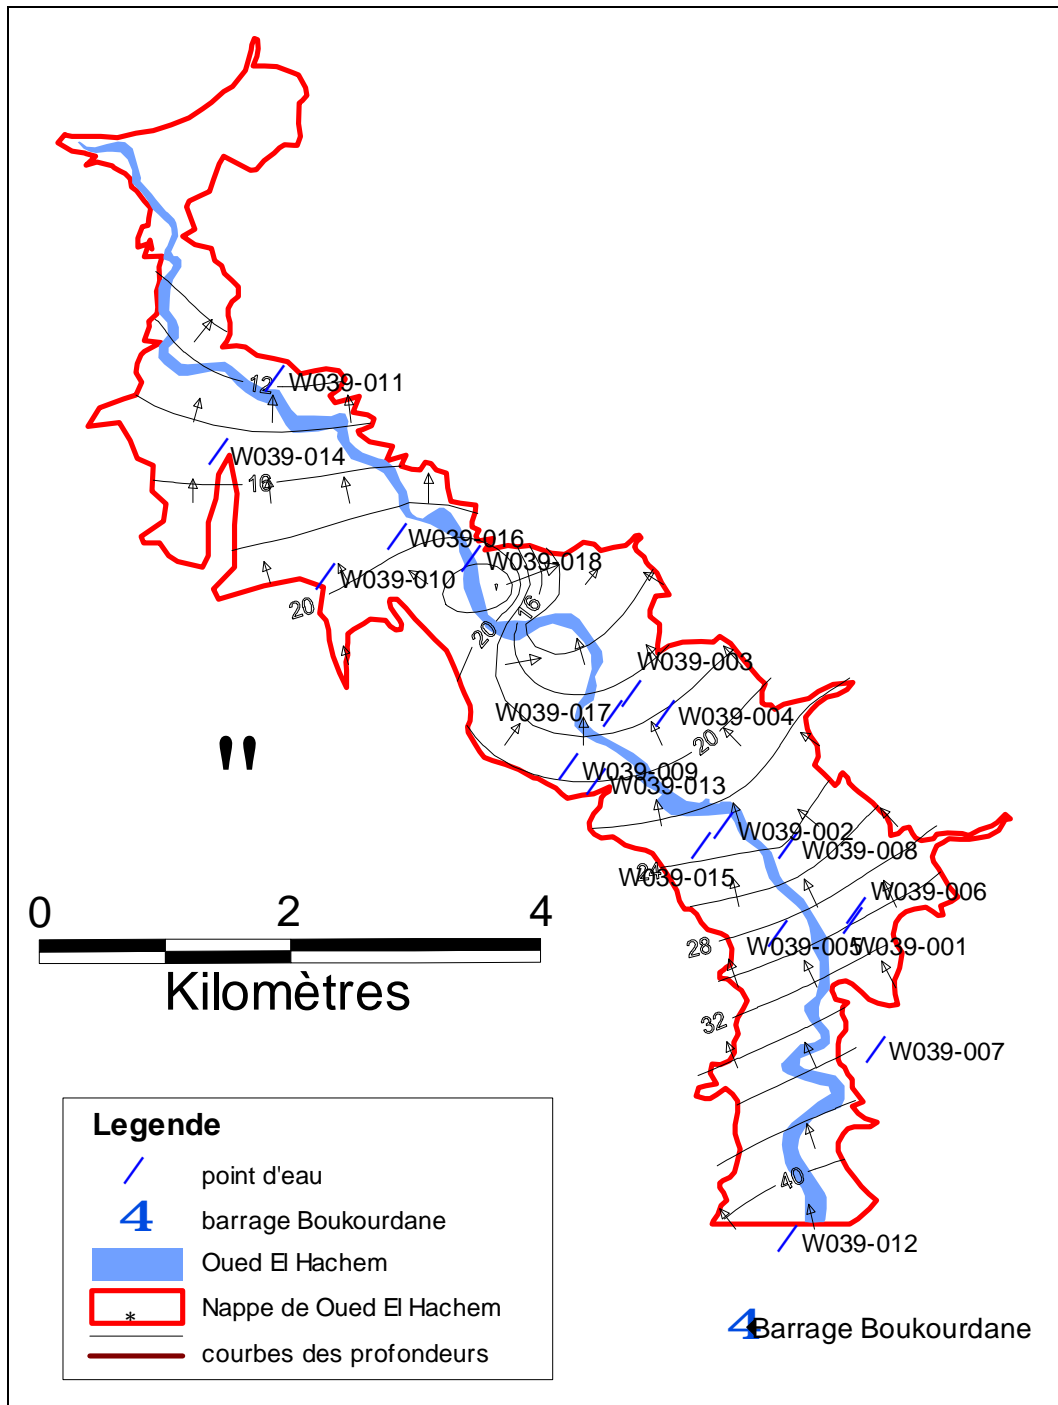 12
W039-011
W039-014
16
W039-016
W039-018
W039-010
20
16
20
W039-003
W039-017
W039-004
20
W039-009
W039-013
W039-002
W039-008
24
W039-015
W039-006
28
W039-005
W039-001
32
W039-007
40
W039-012
"
0 2 4
Kilomètres
Legende
point d'eau
4 barrage Boukourdane
Oued El Hachem
* Nappe de Oued El Hachem
courbes des profondeurs
4 Barrage Boukourdane